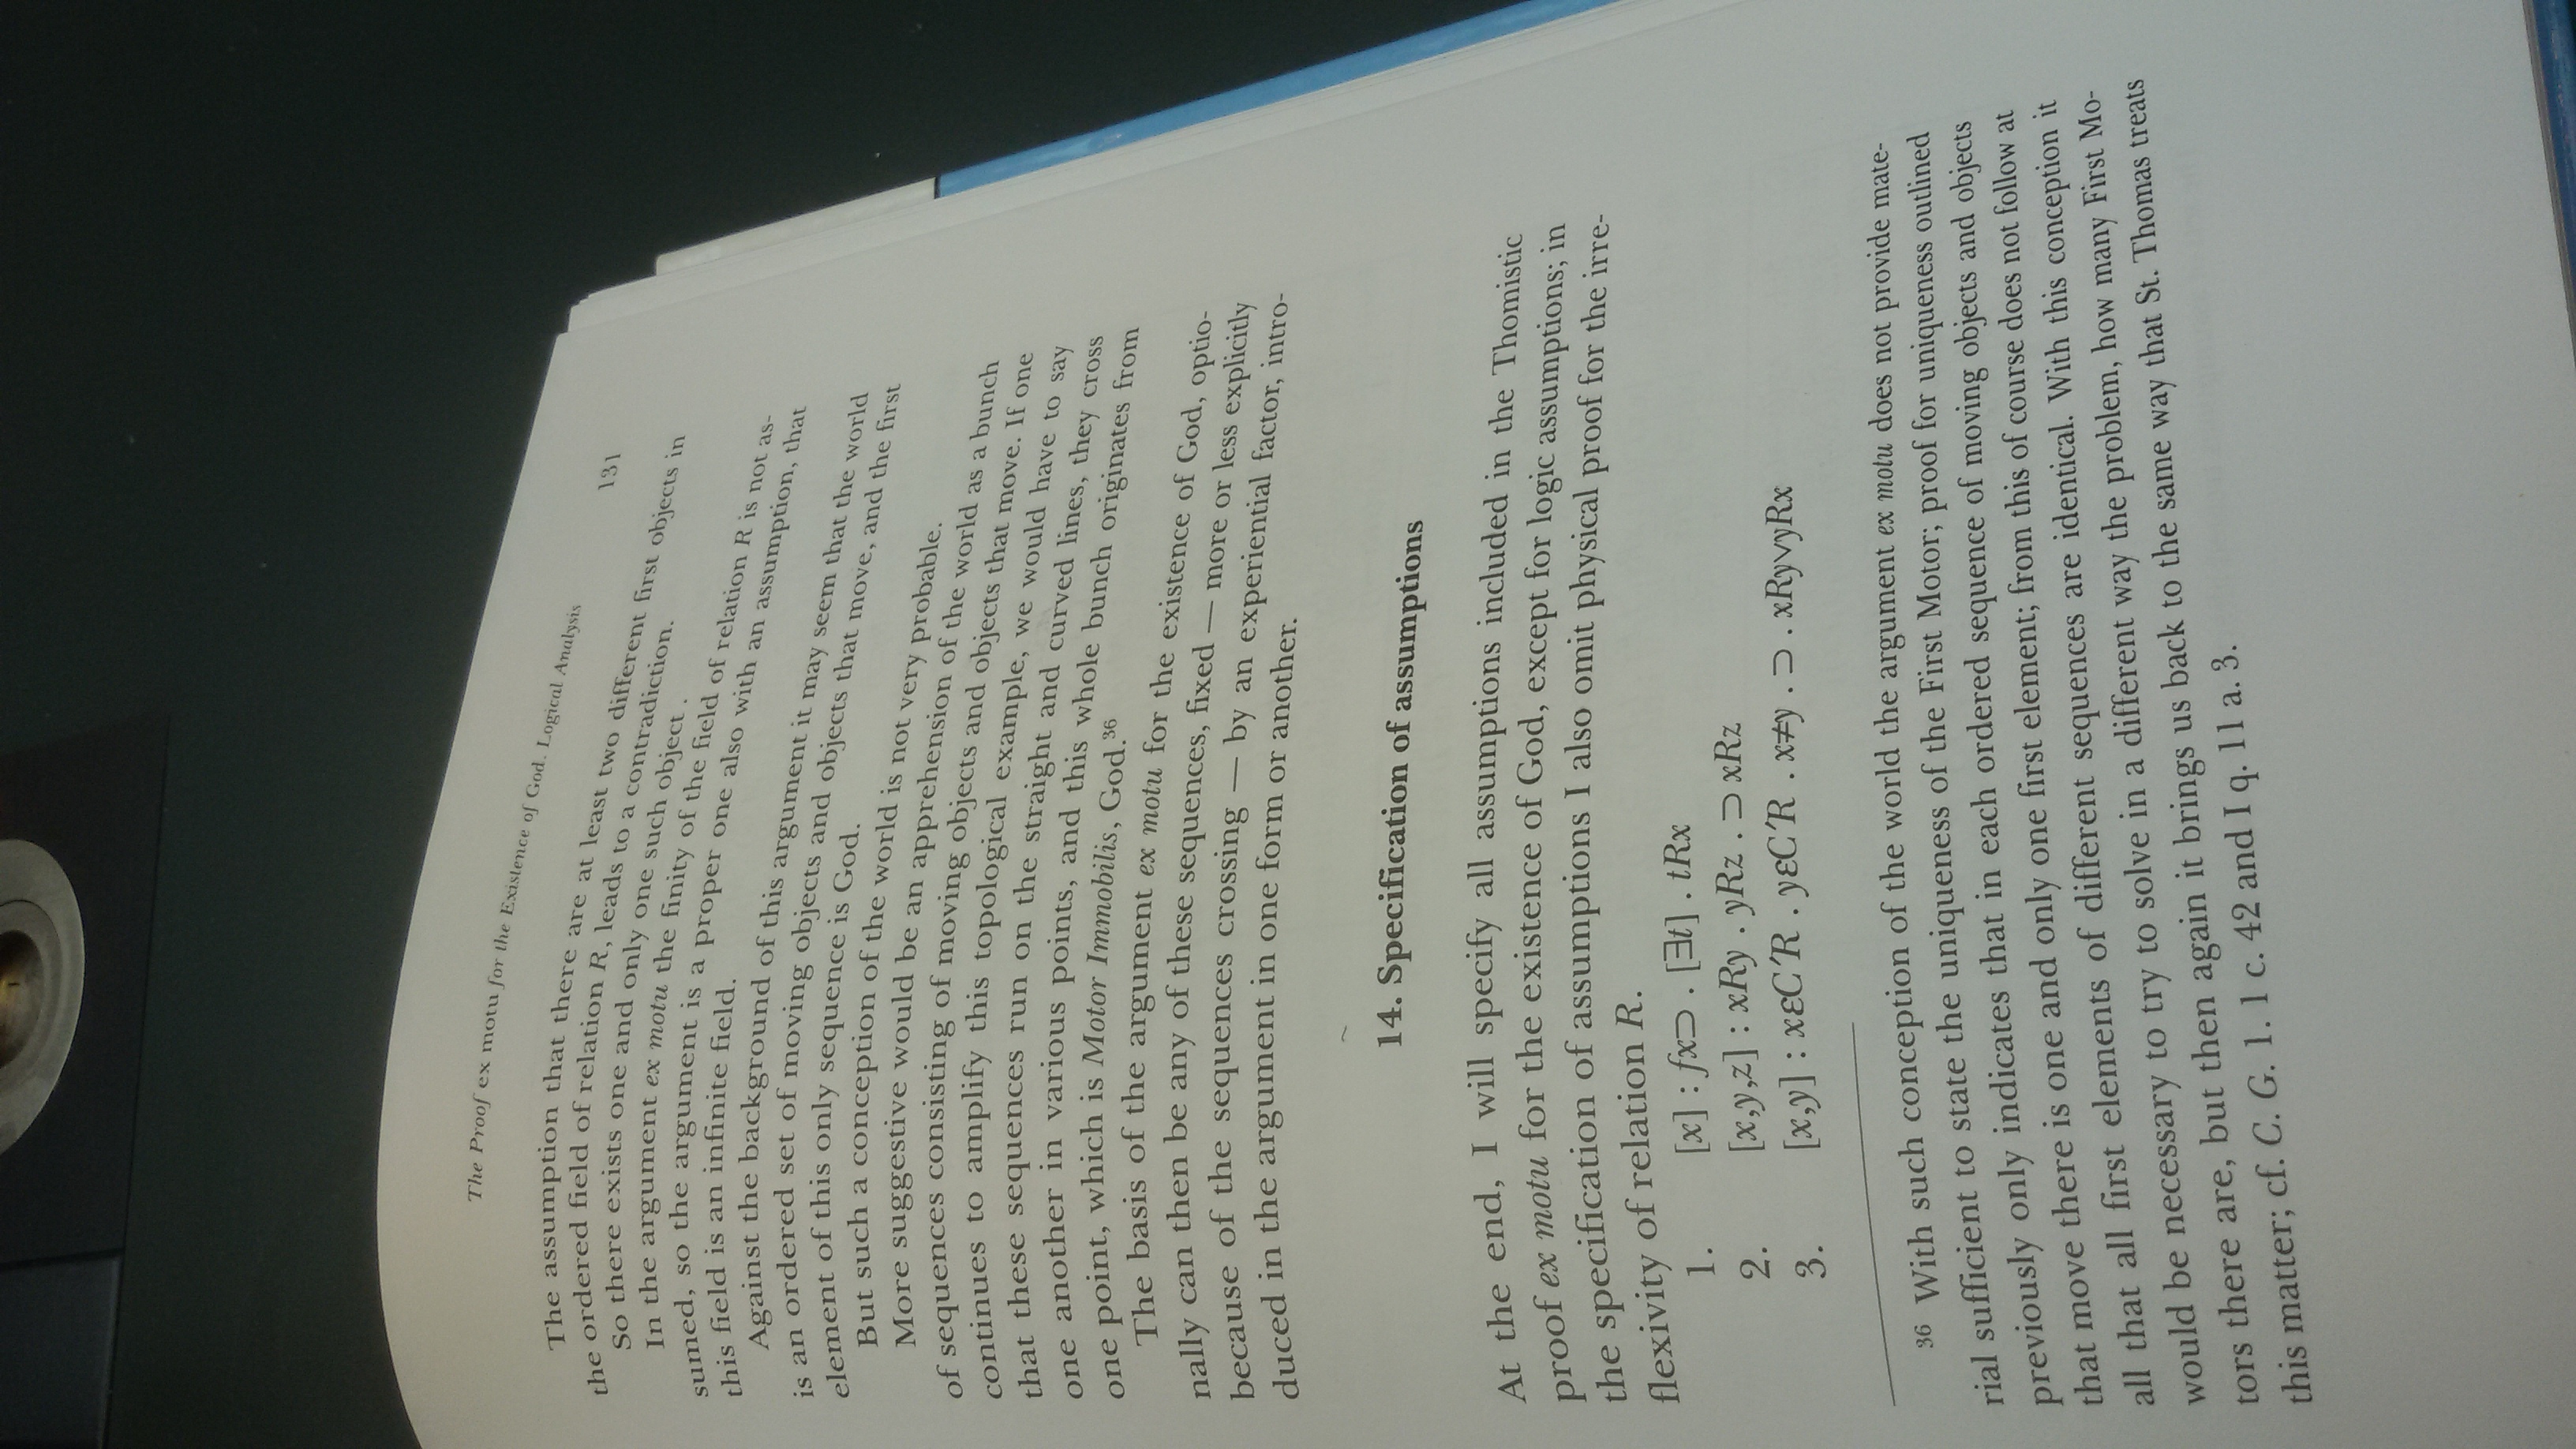 The Proof ex motu for the Existence of God. Logical Analysis 131
The assumption that there are at least two different first objects in
the ordered field of relation R, leads to a contradiction.
So there exists one and only one such object .
In the argument ex motu the finity of the field of relation R is not as-
sumed, so the argument is a proper one also with an assumption, that
this field is an infinite field.
Against the background of this argument it may seem that the world
is an ordered set of moving objects and objects that move, and the first
element of this only sequence is God.
But such a conception of the world is not very probable.
More suggestive would be an apprehension of the world as a bunch
of sequences consisting of moving objects and objects that move. If one
continues to amplify this topological example, we would have to say
that these sequences run on the straight and curved lines, they cross
one another in various points, and this whole bunch originates from
one point, which is Motor Immobilis, God.³⁶
The basis of the argument ex motu for the existence of God, optio-
nally can then be any of these sequences, fixed — more or less explicitly
because of the sequences crossing — by an experiential factor, intro-
duced in the argument in one form or another.
14. Specification of assumptions
At the end, I will specify all assumptions included in the Thomistic
proof ex motu for the existence of God, except for logic assumptions; in
the specification of assumptions I also omit physical proof for the irre-
flexivity of relation R.
1. [x] : fx⊃ . [∃t] . tRx
2. [x,y,z] : xRy . yRz . ⊃ xRz
3. [x,y] : xεC'R . yεC'R . x≠y . ⊃ . xRy∨yRx
36 With such conception of the world the argument ex motu does not provide mate-
rial sufficient to state the uniqueness of the First Motor; proof for uniqueness outlined
previously only indicates that in each ordered sequence of moving objects and objects
that move there is one and only one first element; from this of course does not follow at
all that all first elements of different sequences are identical. With this conception it
would be necessary to try to solve in a different way the problem, how many First Mo-
tors there are, but then again it brings us back to the same way that St. Thomas treats
this matter; cf. C. G. 1. 1 c. 42 and I q. 11 a. 3.